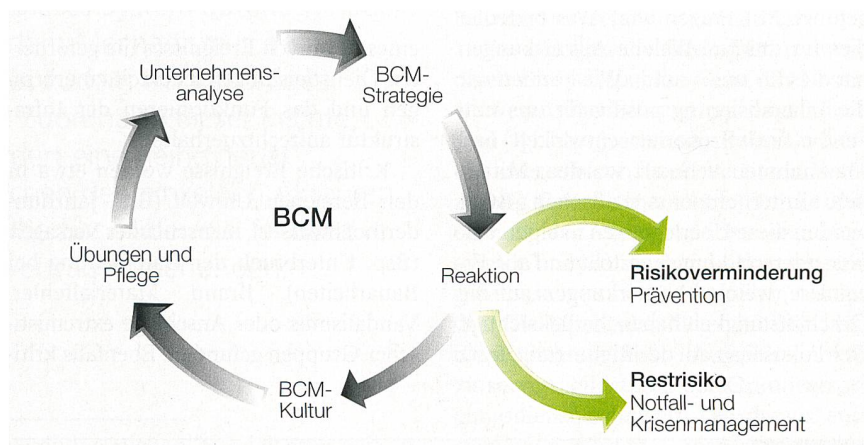 Unternehmens-
analyse
BCM-
Strategie
BCM
Übungen und
Pflege
Reaktion
Risikoverminderung
Prävention
BCM-
Kultur
Restrisiko
Notfall- und
Krisenmanagement